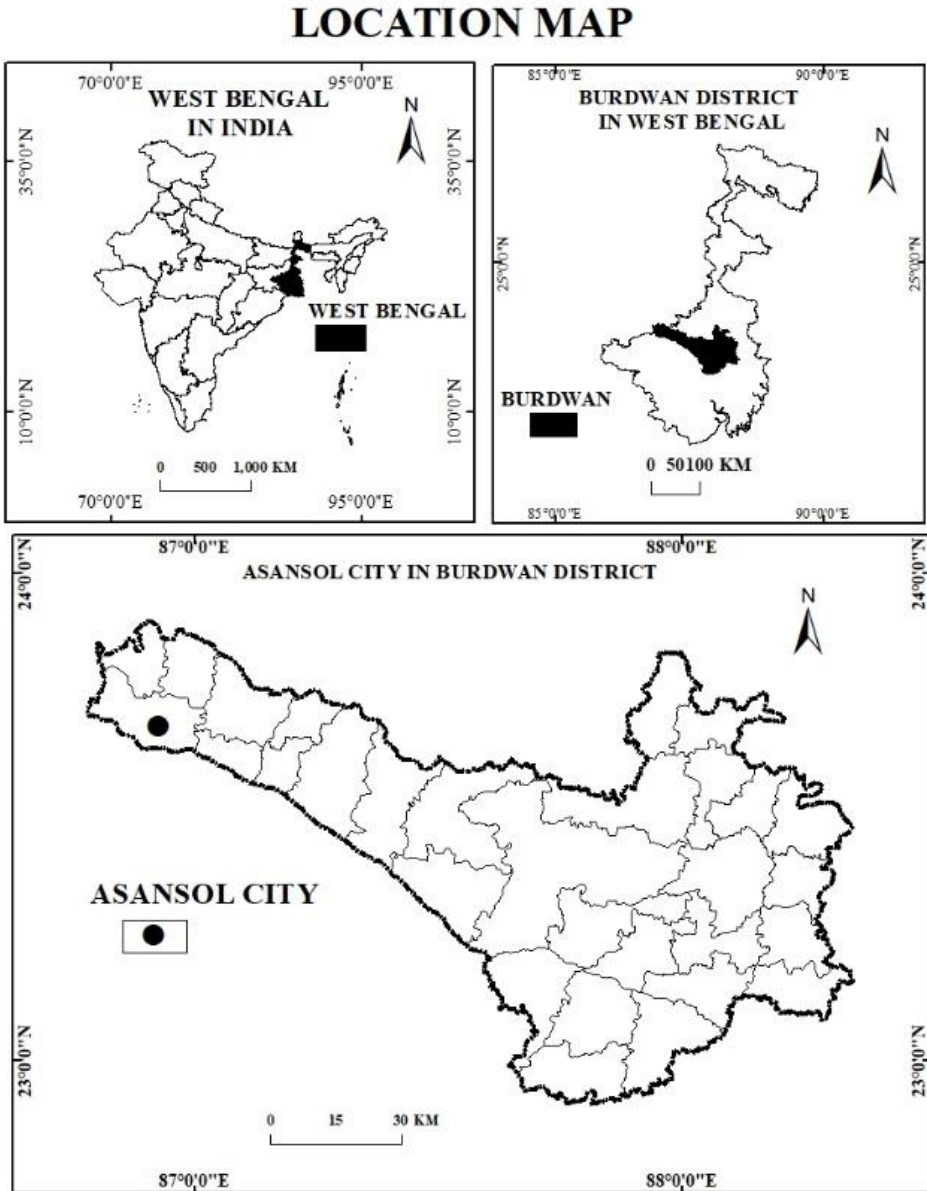 LOCATION MAP
70°0'0"E
95°0'0"E
WEST BENGAL
IN INDIA
N
35°0'0"N
35°0'0"N
WEST BENGAL
10°0'0"N
10°0'0"N
0 500 1,000 KM
70°0'0"E
95°0'0"E
85°0'0"E
90°0'0"E
BURDWAN DISTRICT
IN WEST BENGAL
N
25°0'0"N
25°0'0"N
BURDWAN
0 50100 KM
85°0'0"E
90°0'0"E
87°0'0"E
88°0'0"E
24°0'0"N
24°0'0"N
ASANSOL CITY IN BURDWAN DISTRICT
N
ASANSOL CITY
23°0'0"N
23°0'0"N
0 15 30 KM
87°0'0"E
88°0'0"E